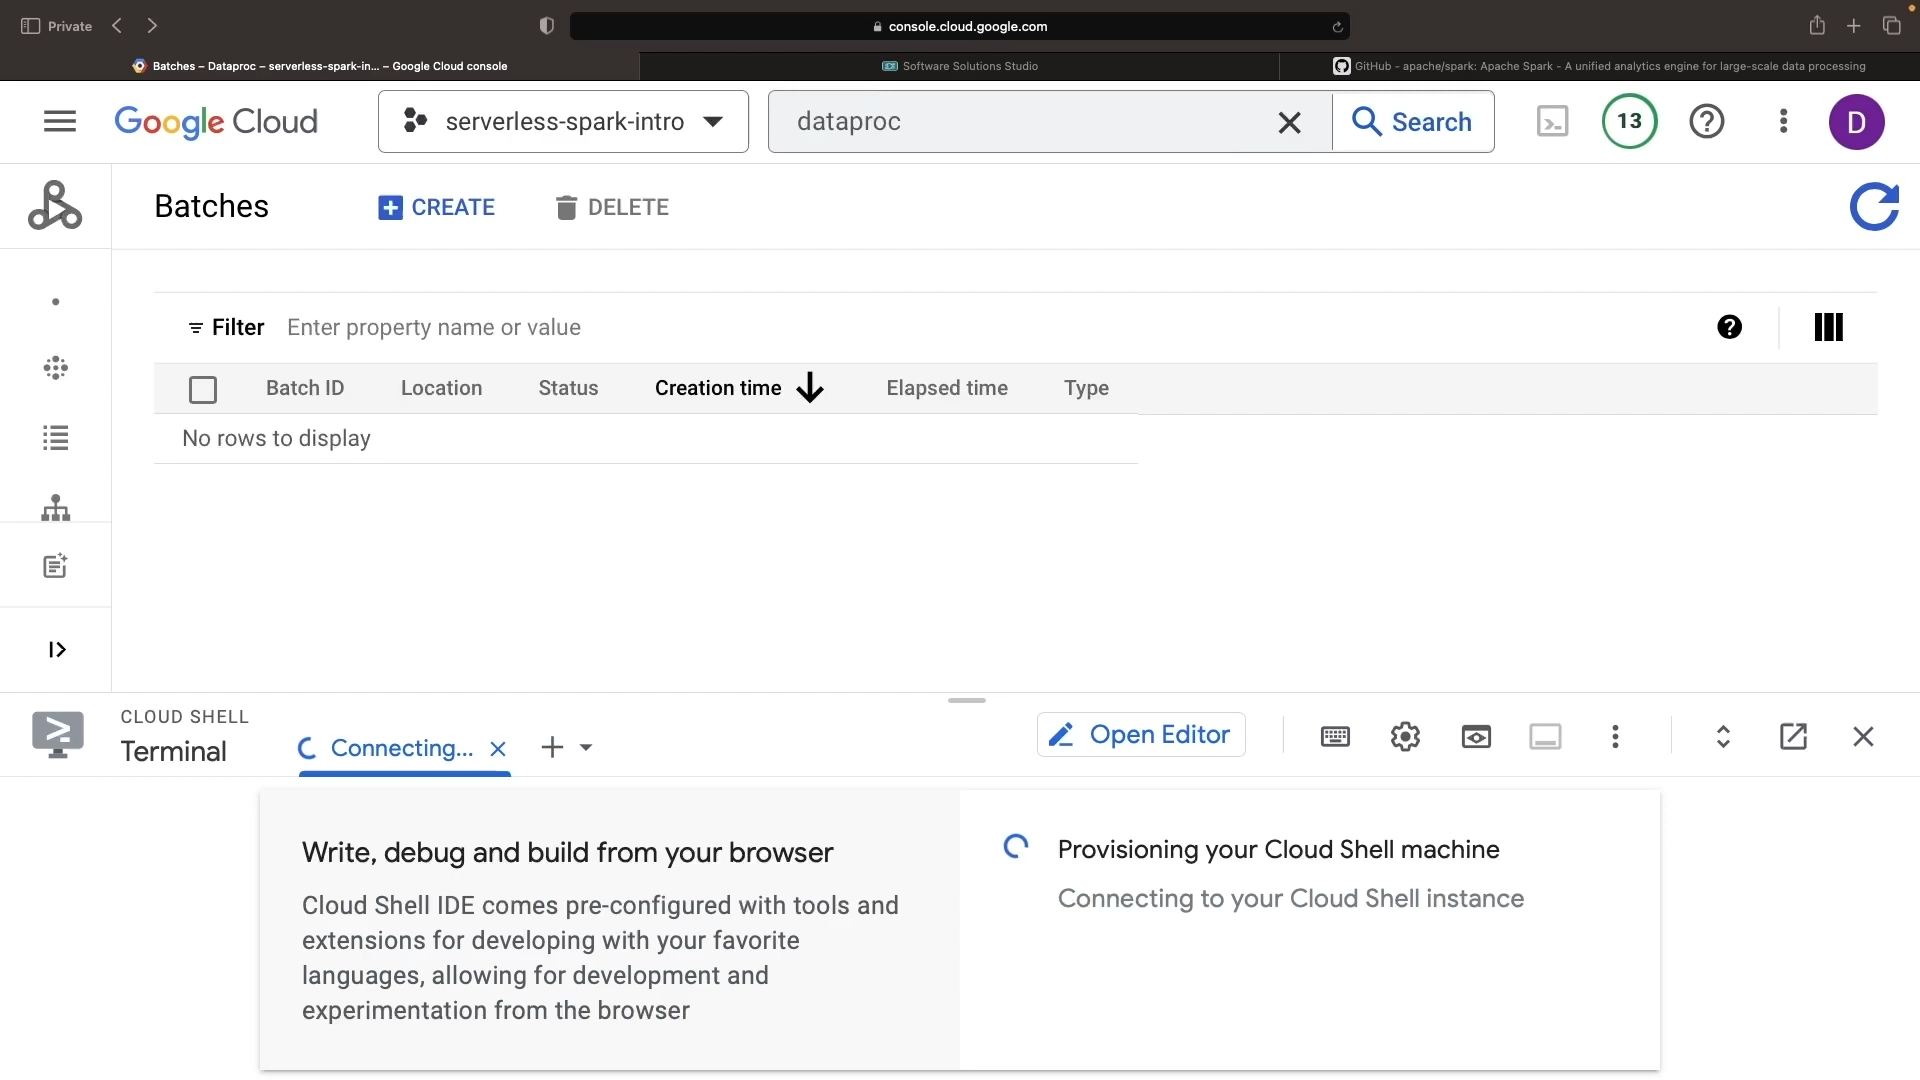 Private
console.cloud.google.com
Batches – Dataproc – serverless-spark-in... – Google Cloud console
Software Solutions Studio
GitHub - apache/spark: Apache Spark - A unified analytics engine for large-scale data processing
Google Cloud
serverless-spark-intro
dataproc
Search
13
D
Batches
CREATE
DELETE
Filter
Enter property name or value
Batch ID
Location
Status
Creation time
Elapsed time
Type
No rows to display
CLOUD SHELL
Terminal
Connecting...
Open Editor
Write, debug and build from your browser
Cloud Shell IDE comes pre-configured with tools and
extensions for developing with your favorite
languages, allowing for development and
experimentation from the browser
Provisioning your Cloud Shell machine
Connecting to your Cloud Shell instance